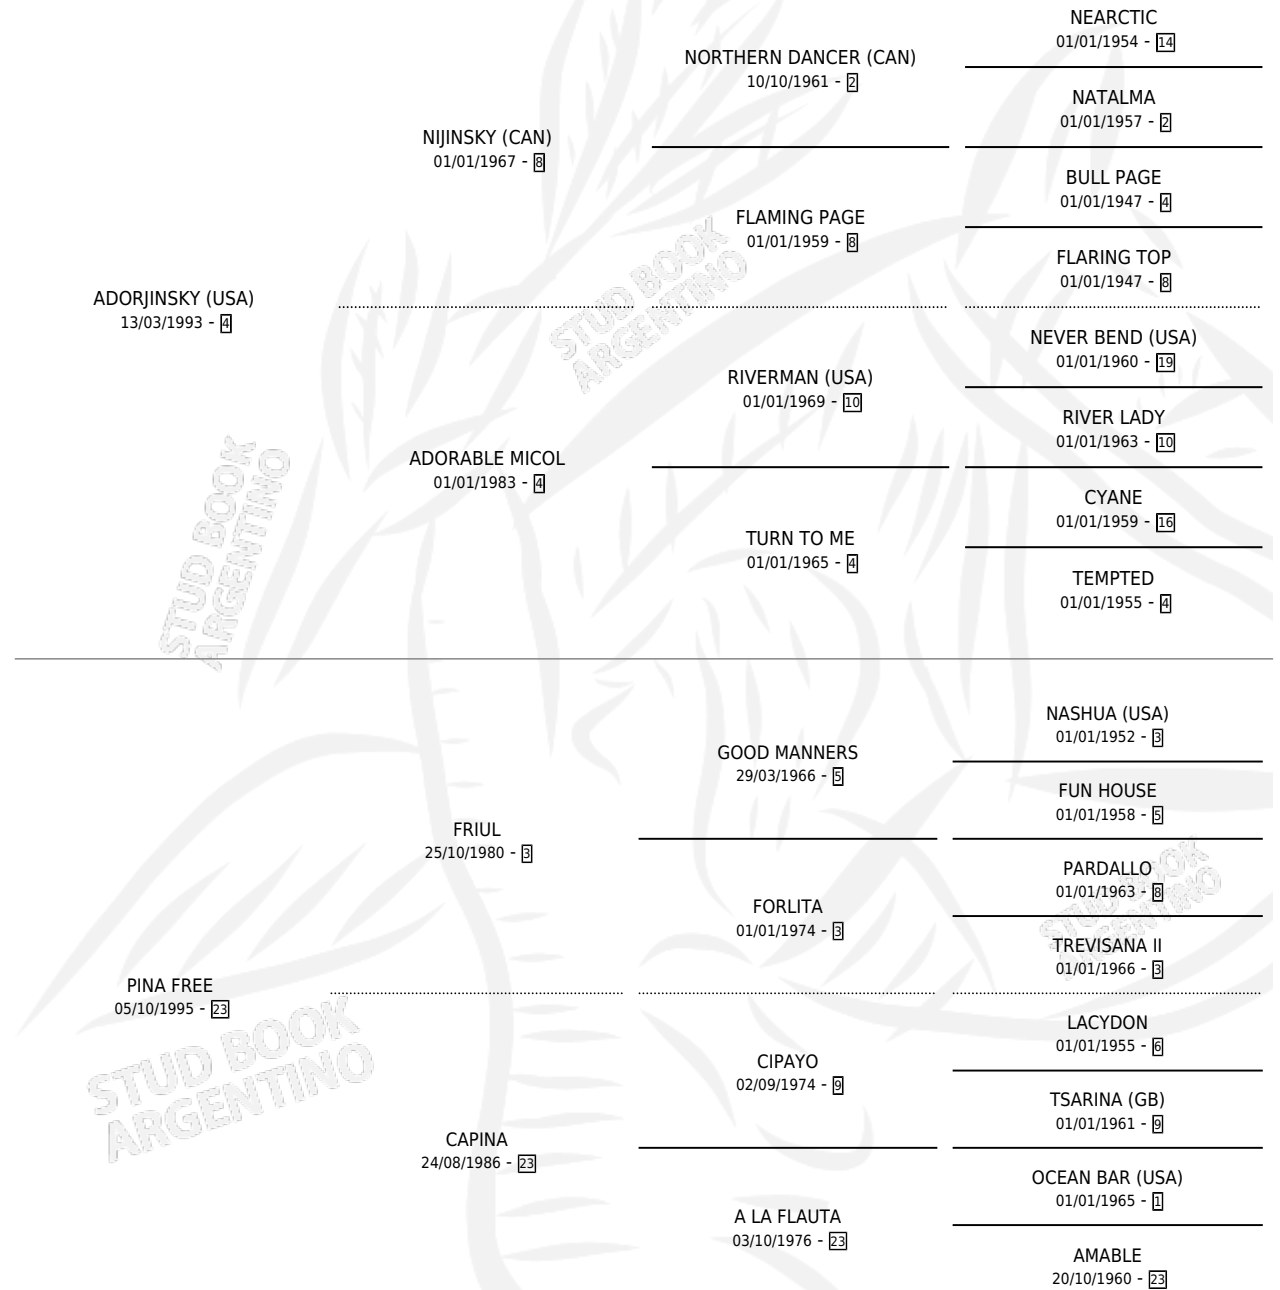 NEARCTIC
01/01/1954 - 14
NORTHERN DANCER (CAN)
10/10/1961 - 2
NATALMA
01/01/1957 - 2
NIJINSKY (CAN)
01/01/1967 - 8
BULL PAGE
01/01/1947 - 4
FLAMING PAGE
01/01/1959 - 8
FLARING TOP
01/01/1947 - 8
ADORJINSKY (USA)
13/03/1993 - 4
NEVER BEND (USA)
01/01/1960 - 19
RIVERMAN (USA)
01/01/1969 - 10
RIVER LADY
01/01/1963 - 10
ADORABLE MICOL
01/01/1983 - 4
CYANE
01/01/1959 - 16
TURN TO ME
01/01/1965 - 4
TEMPTED
01/01/1955 - 4
NASHUA (USA)
01/01/1952 - 3
GOOD MANNERS
29/03/1966 - 5
FUN HOUSE
01/01/1958 - 5
FRIUL
25/10/1980 - 3
PARDALLO
01/01/1963 - 8
FORLITA
01/01/1974 - 3
TREVISANA II
01/01/1966 - 3
PINA FREE
05/10/1995 - 23
LACYDON
01/01/1955 - 6
CIPAYO
02/09/1974 - 9
TSARINA (GB)
01/01/1961 - 9
CAPINA
24/08/1986 - 23
OCEAN BAR (USA)
01/01/1965 - 1
A LA FLAUTA
03/10/1976 - 23
AMABLE
20/10/1960 - 23
STUD BOOK
ARGENTINO
STUD BOOK
ARGENTINO
STUD BOOK
ARGENTINO
STUD BOOK
ARGENTINO